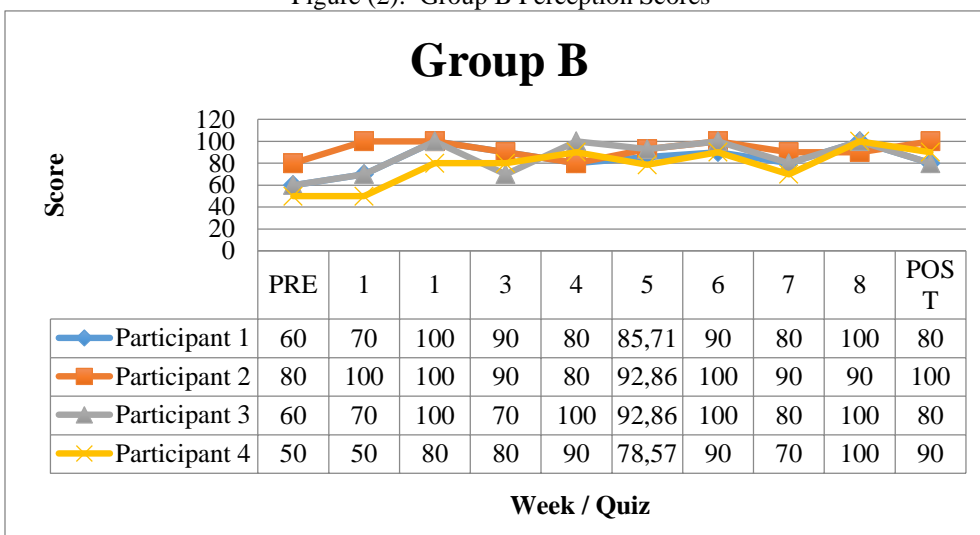 Figure (2): Group B Perception Scores
Group B
Score
120
100
80
60
40
20
0
PRE 1 1 3 4 5 6 7 8 POS
T
Participant 1 60 70 100 90 80 85,71 90 80 100 80
Participant 2 80 100 100 90 80 92,86 100 90 90 100
Participant 3 60 70 100 70 100 92,86 100 80 100 80
Participant 4 50 50 80 80 90 78,57 90 70 100 90
Week / Quiz